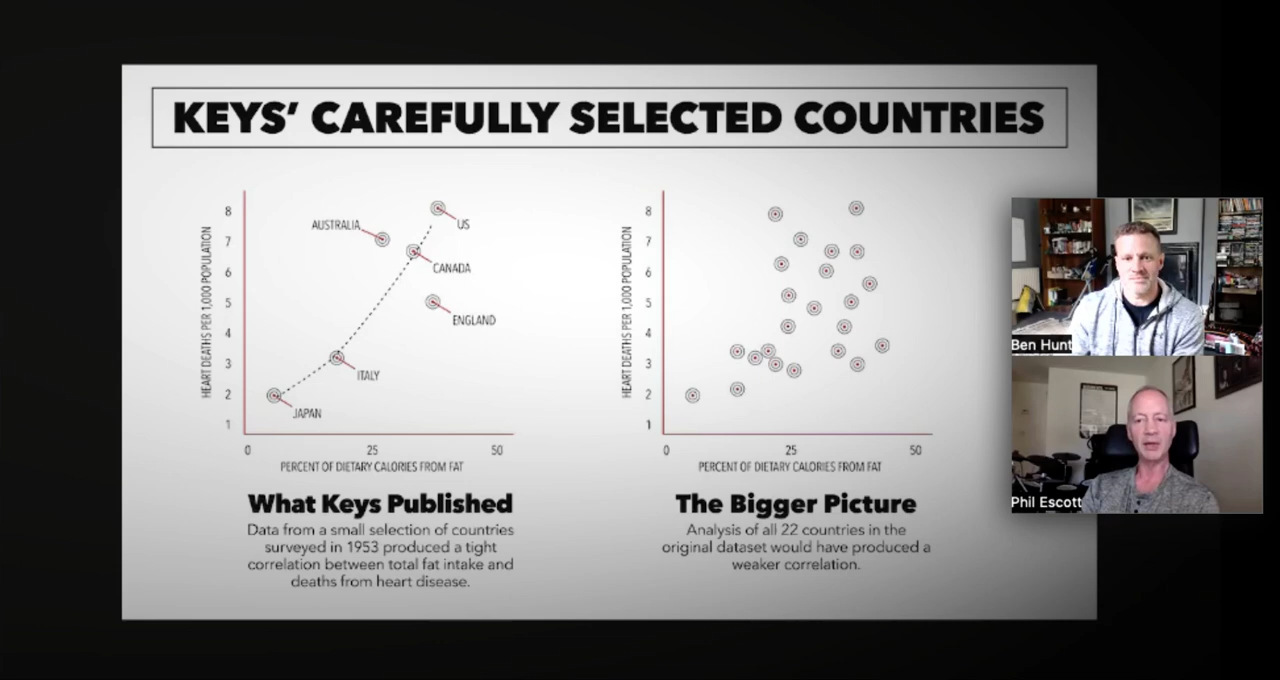 KEYS' CAREFULLY SELECTED COUNTRIES
HEART DEATHS PER 1,000 POPULATION
8
7
6
5
4
3
2
1
AUSTRALIA
US
CANADA
ENGLAND
ITALY
JAPAN
0
25
50
PERCENT OF DIETARY CALORIES FROM FAT
What Keys Published
Data from a small selection of countries
surveyed in 1953 produced a tight
correlation between total fat intake and
deaths from heart disease.
HEART DEATHS PER 1,000 POPULATION
8
7
6
5
4
3
2
1
0
25
50
PERCENT OF DIETARY CALORIES FROM FAT
The Bigger Picture
Analysis of all 22 countries in the
original dataset would have produced a
weaker correlation.
Ben Hunt
Phil Escott